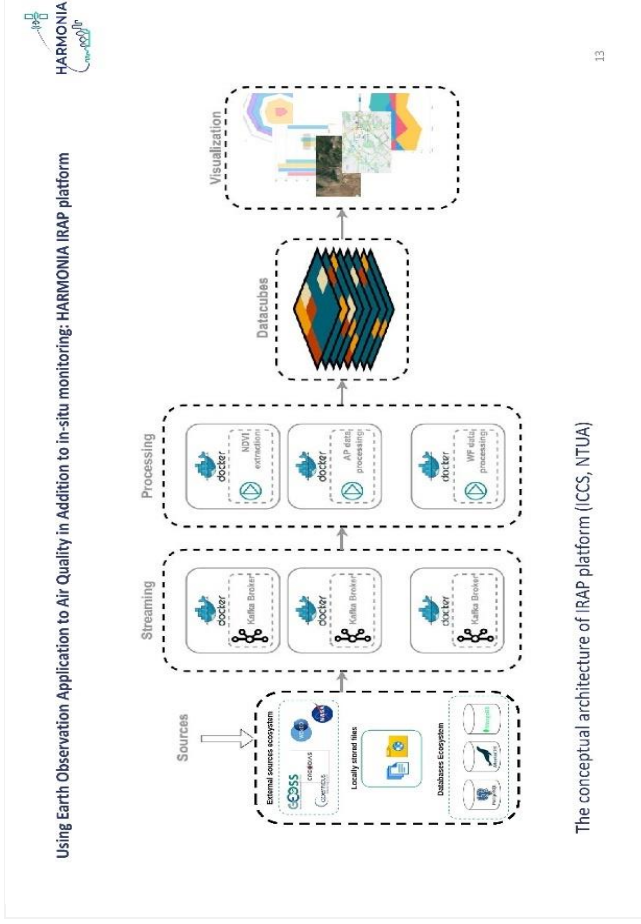 HARMONIA
Using Earth Observation Application to Air Quality in Addition to in-situ monitoring: HARMONIA IRAP platform
Sources
External sources ecosystem
GEOSS
Locally stored files
Databases Ecosystem
Streaming
docker
Kafka Broker
docker
Kafka Broker
docker
Kafka Broker
Processing
docker
NDVI
extraction
docker
AP data
processing
docker
WF data
processing
Datacubes
Visualization
The conceptual architecture of IRAP platform (ICCS, NTUA)
13